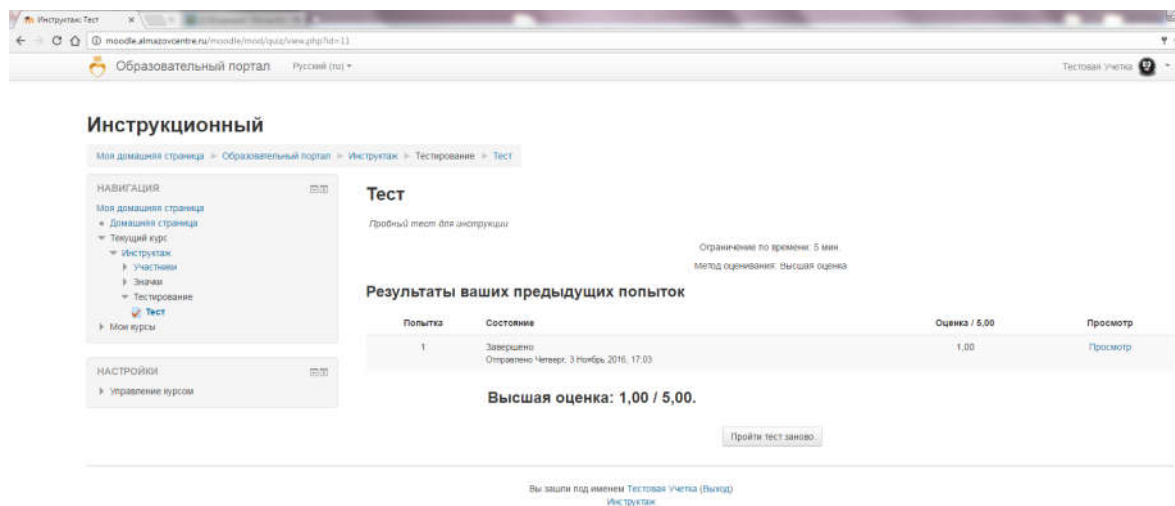 Инструктаж: Тест
moodle.almazovcentre.ru/moodle/mod/quiz/view.php?id=11
Образовательный портал Русский (ru)
Тестовая Учетка
Инструкционный
Моя домашняя страница Образовательный портал Инструктаж Тестирование Тест
НАВИГАЦИЯ
Моя домашняя страница
Домашняя страница
Текущий курс
Инструктаж
Участники
Значки
Тестирование
Тест
Мои курсы
НАСТРОЙКИ
Управление курсом
Тест
Пробный тест для инструкции
Ограничение по времени: 5 мин.
Метод оценивания: Высшая оценка
Результаты ваших предыдущих попыток
Попытка Состояние Оценка / 5,00 Просмотр
1 Завершено 1,00 Просмотр
Отправлено Четверг, 3 Ноябрь 2016, 17:03
Высшая оценка: 1,00 / 5,00.
Пройти тест заново
Вы зашли под именем Тестовая Учетка (Выход)
Инструктаж